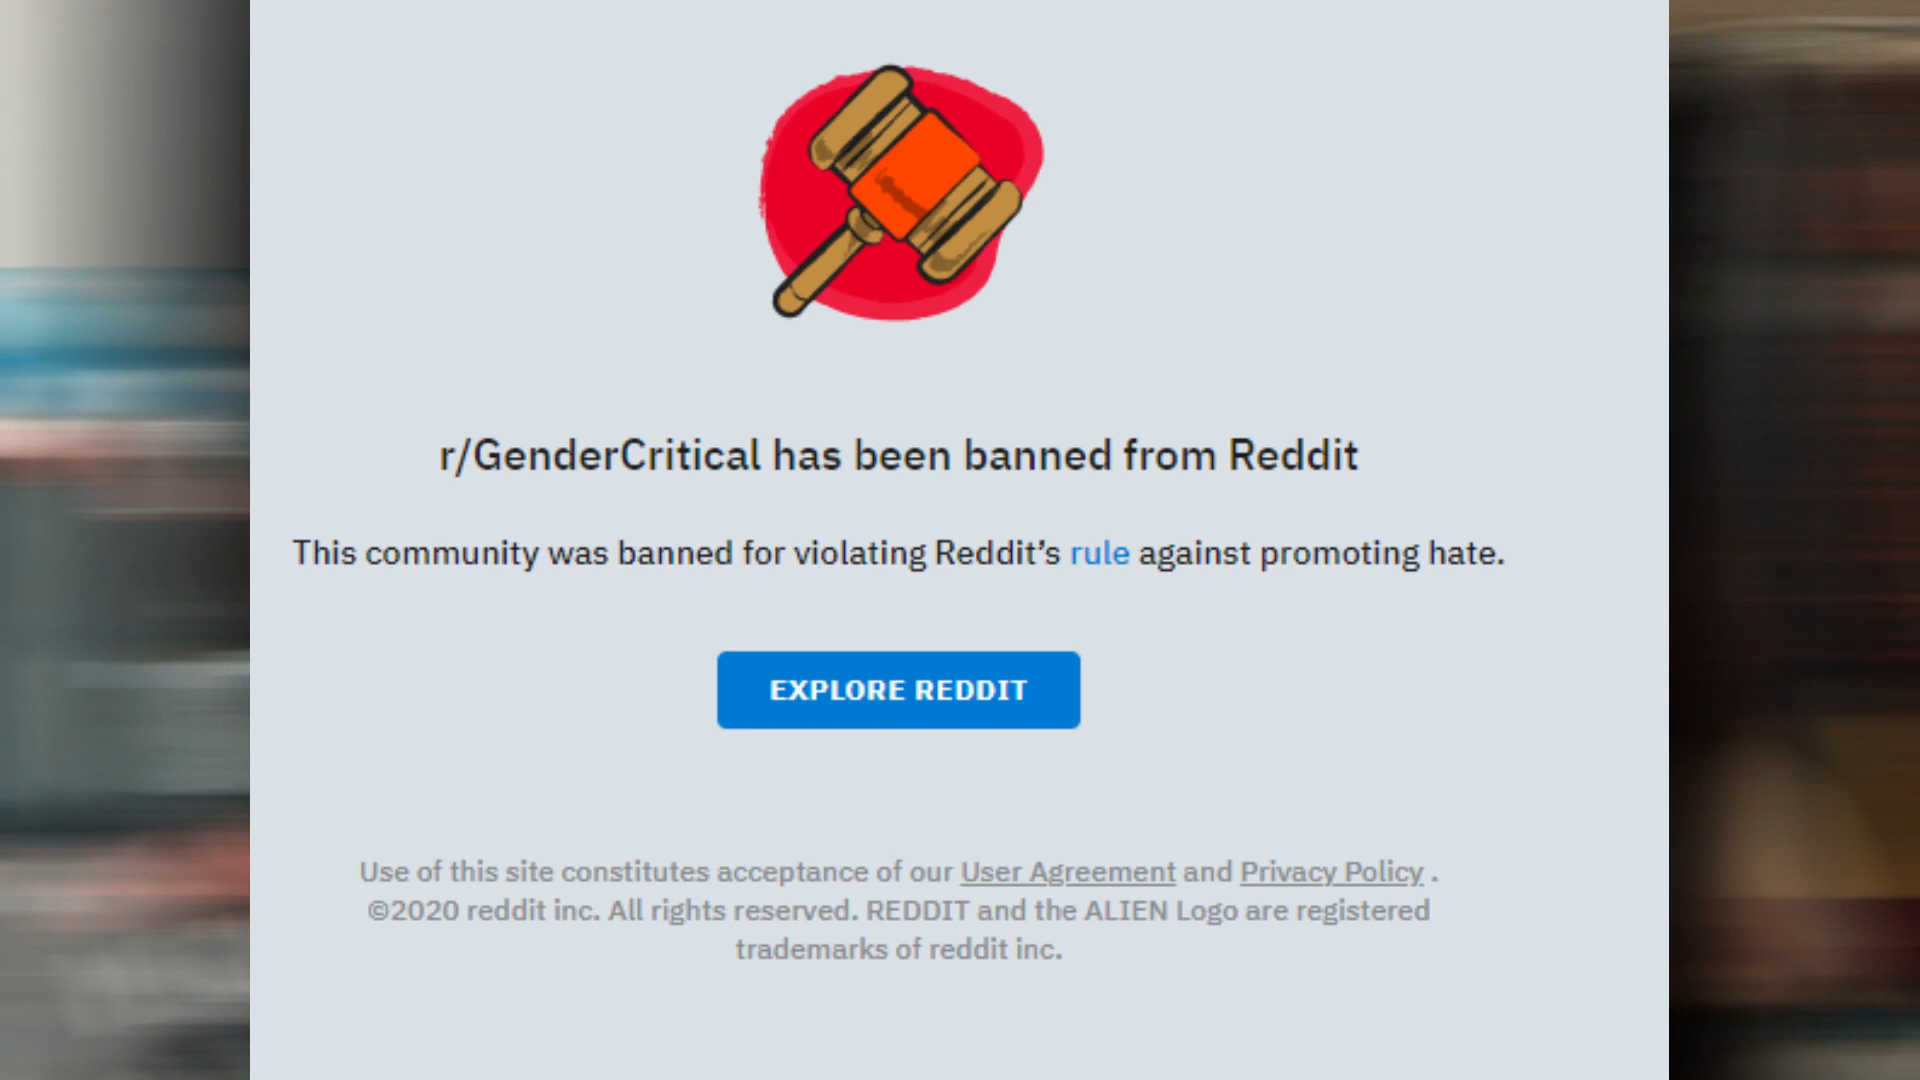 r/GenderCritical has been banned from Reddit
This community was banned for violating Reddit’s rule against promoting hate.
EXPLORE REDDIT
Use of this site constitutes acceptance of our User Agreement and Privacy Policy .
©2020 reddit inc. All rights reserved. REDDIT and the ALIEN Logo are registered
trademarks of reddit inc.